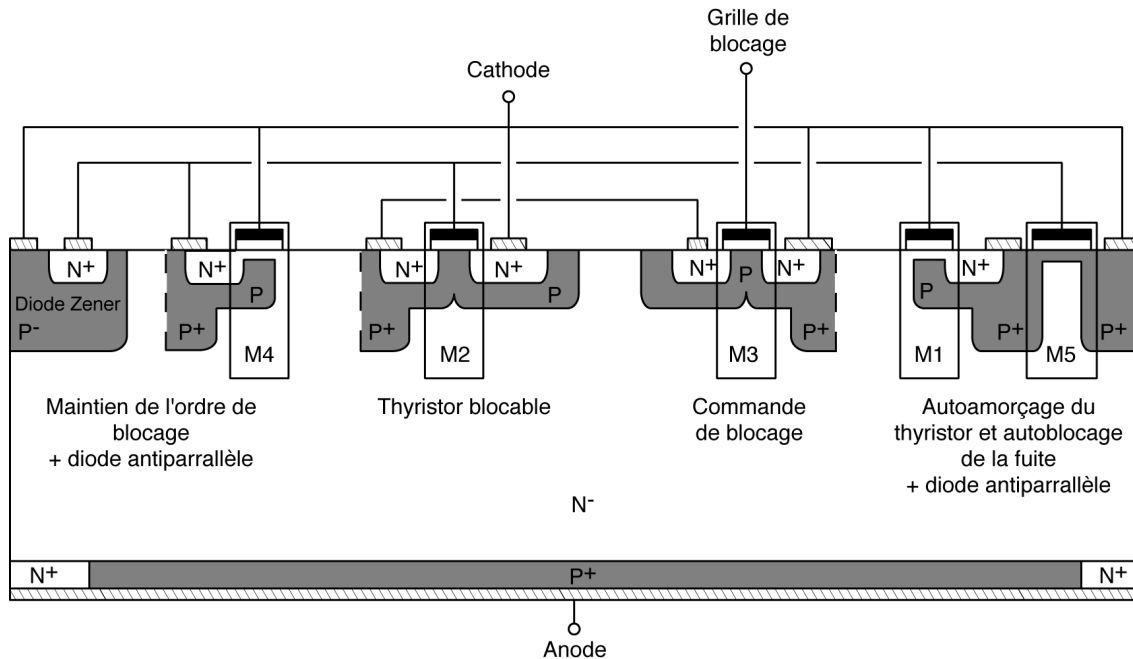 Grille de
blocage
Cathode
N+
Diode Zener
P-
N+
P
P+
M4
N+
N+
P
P+
M2
N+
P
N+
P+
M3
P
N+
P+
M1
M5
P+
Maintien de l'ordre de
blocage
+ diode antiparrallèle
Thyristor blocable
Commande
de blocage
Autoamorçage du
thyristor et autoblocage
de la fuite
+ diode antiparrallèle
N-
N+
P+
N+
Anode